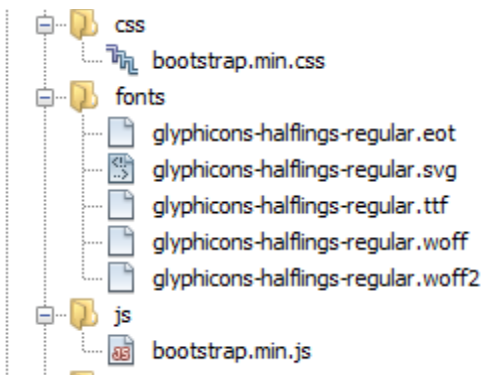 css
bootstrap.min.css
fonts
glyphicons-halflings-regular.eot
glyphicons-halflings-regular.svg
glyphicons-halflings-regular.ttf
glyphicons-halflings-regular.woff
glyphicons-halflings-regular.woff2
js
bootstrap.min.js